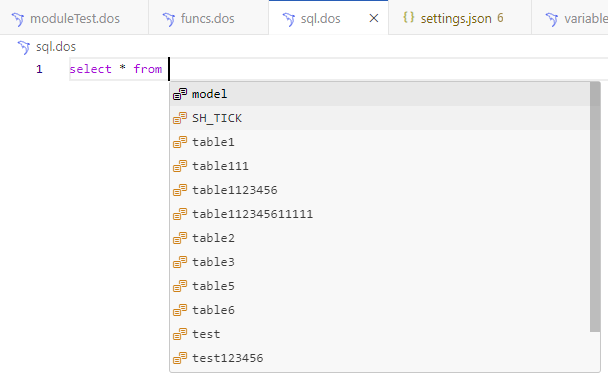 moduleTest.dos funcs.dos sql.dos settings.json 6 variable
sql.dos
1 select * from
model
SH_TICK
table1
table111
table1123456
table112345611111
table2
table3
table5
table6
test
test123456